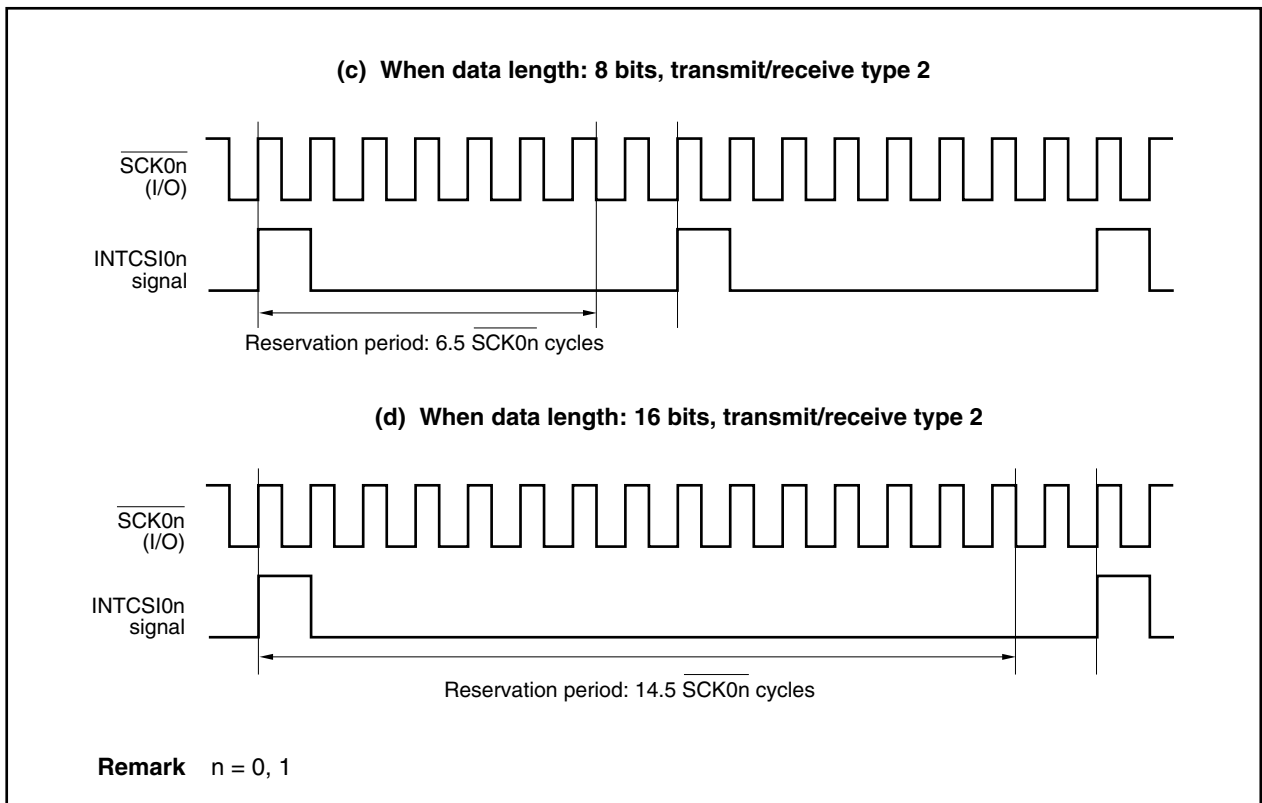 (c) When data length: 8 bits, transmit/receive type 2
SCK0n
(I/O)
INTCSI0n
signal
Reservation period: 6.5 SCK0n cycles
(d) When data length: 16 bits, transmit/receive type 2
SCK0n
(I/O)
INTCSI0n
signal
Reservation period: 14.5 SCK0n cycles
Remark n = 0, 1